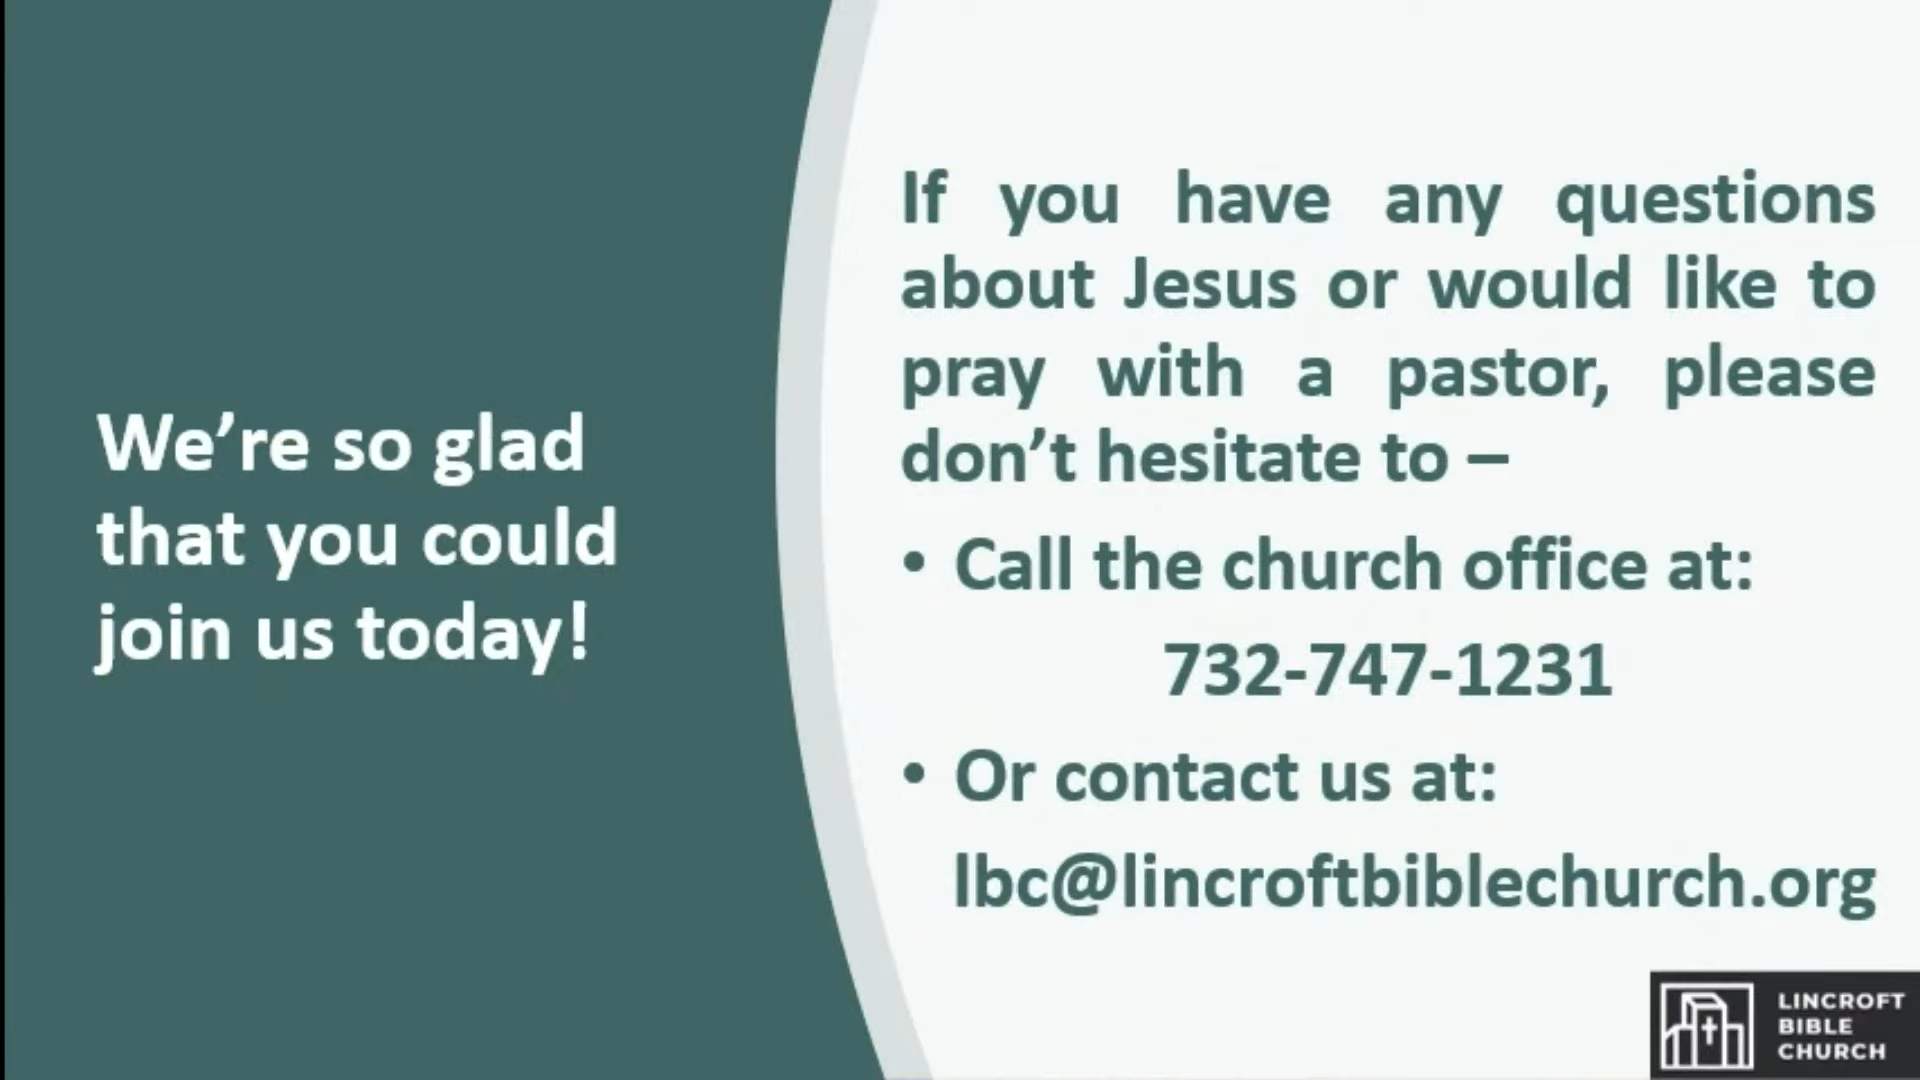 We’re so glad
that you could
join us today!
If you have any questions
about Jesus or would like to
pray with a pastor, please
don’t hesitate to –
• Call the church office at:
732-747-1231
• Or contact us at:
lbc@lincroftbiblechurch.org
LINCROFT
BIBLE
CHURCH